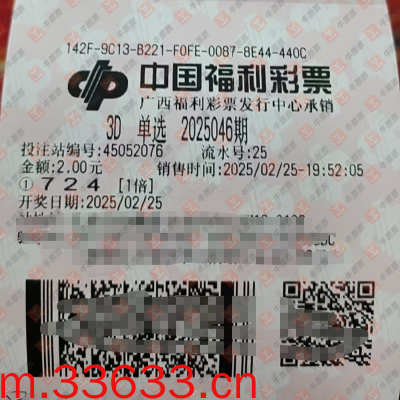 142F-9C13-B221-F0FE-0087-8E44-440C
中国福利彩票
广西福利彩票发行中心承销
3D 单选 2025046期
投注站编号:45052076 流水号:25
金额:2.00元 销售时间:2025/02/25-19:52:05
① 7 2 4 [1倍]
开奖日期:2025/02/25
m.33633.cn